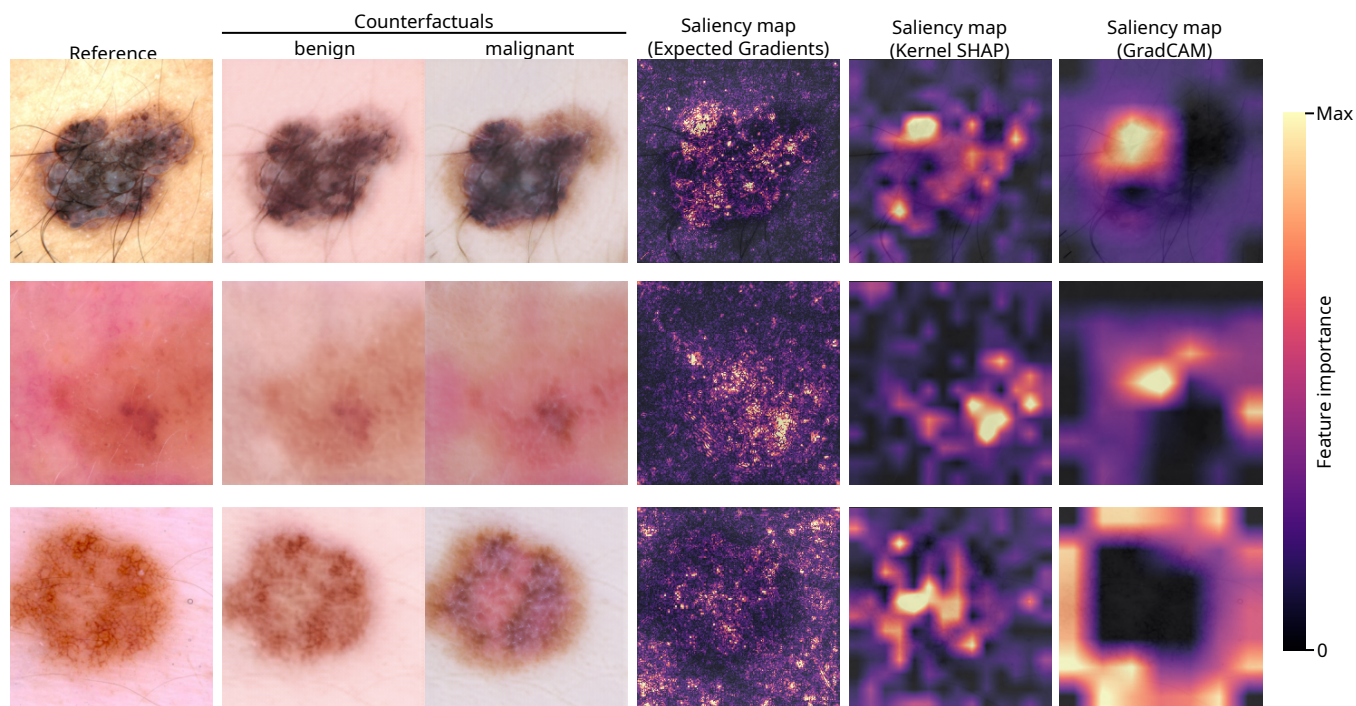 Counterfactuals
Reference
benign
malignant
Saliency map
(Expected Gradients)
Saliency map
(Kernel SHAP)
Saliency map
(GradCAM)
Max
Feature importance
0